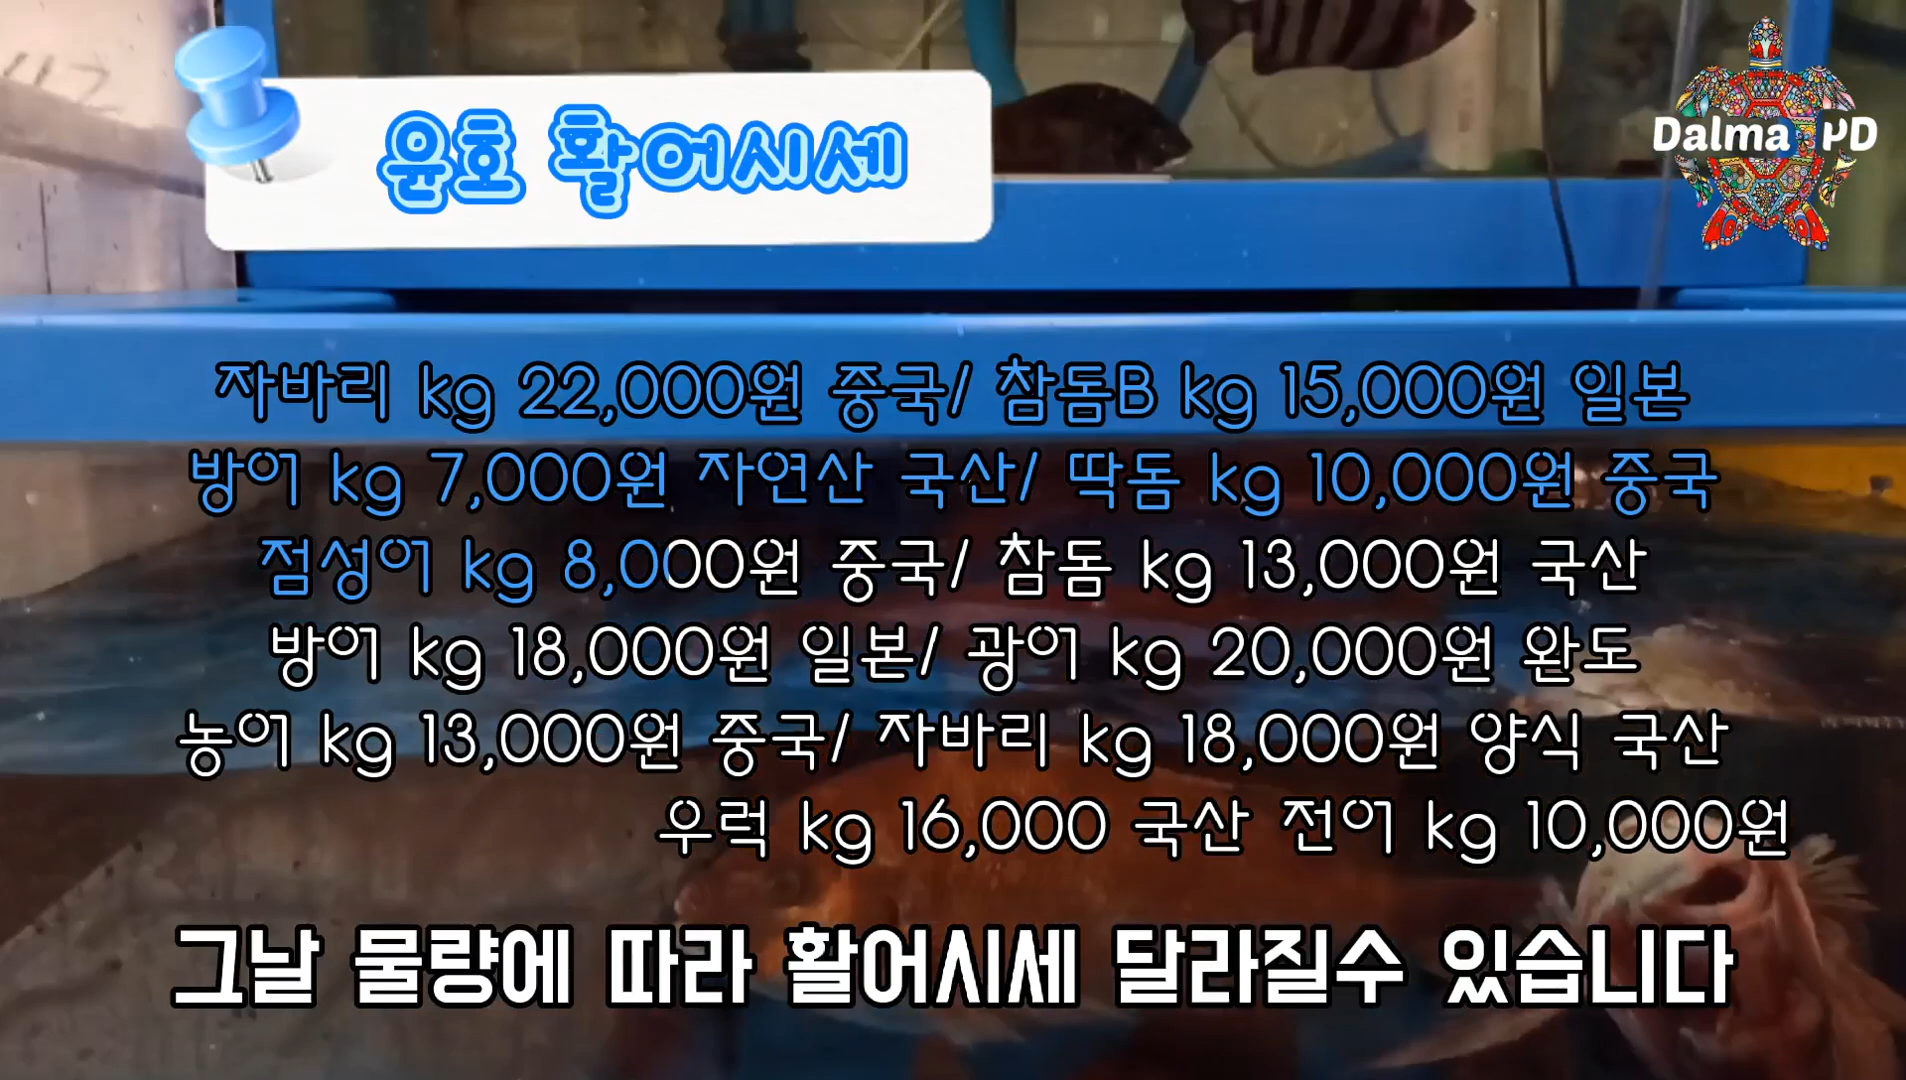 윤호 활어시세
Dalma PD
자바리 kg 22,000원 중국/ 참돔B kg 15,000원 일본
방어 kg 7,000원 자연산 국산/ 딱돔 kg 10,000원 중국
점성어 kg 8,000원 중국/ 참돔 kg 13,000원 국산
방어 kg 18,000원 일본/ 광어 kg 20,000원 완도
농어 kg 13,000원 중국/ 자바리 kg 18,000원 양식 국산
우럭 kg 16,000 국산 전어 kg 10,000원
그날 물량에 따라 활어시세 달라질수 있습니다